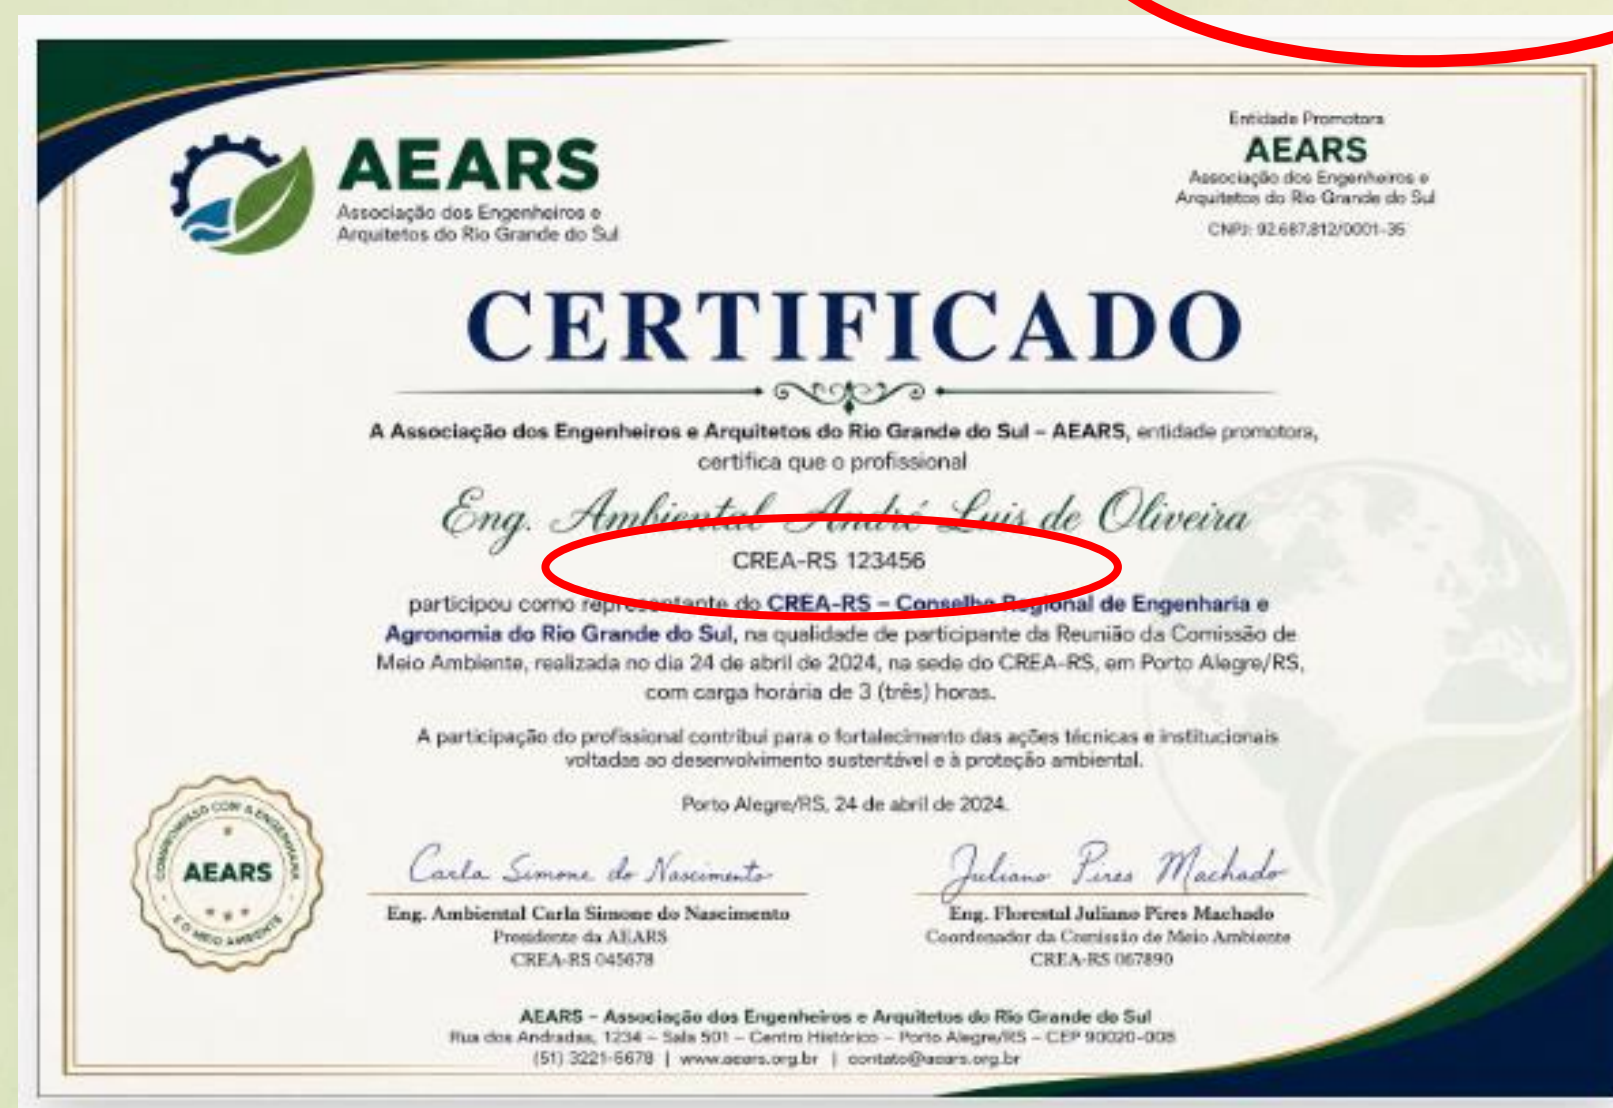 AEARS
Associação dos Engenheiros e
Arquitetos do Rio Grande do Sul
Entidade Promotora
AEARS
Associação dos Engenheiros e
Arquitetos do Rio Grande do Sul
CNPJ: 92.687.812/0001-35
CERTIFICADO
A Associação dos Engenheiros e Arquitetos do Rio Grande do Sul – AEARS, entidade promotora,
certifica que o profissional
Eng. Ambiental André Luis de Oliveira
CREA-RS 123456
participou como representante do CREA-RS – Conselho Regional de Engenharia e
Agronomia do Rio Grande do Sul, na qualidade de participante da Reunião da Comissão de
Meio Ambiente, realizada no dia 24 de abril de 2024, na sede do CREA-RS, em Porto Alegre/RS,
com carga horária de 3 (três) horas.
A participação do profissional contribui para o fortalecimento das ações técnicas e institucionais
voltadas ao desenvolvimento sustentável e à proteção ambiental.
Porto Alegre/RS, 24 de abril de 2024.
COMPROMISSO COM A ENGENHARIA
AEARS
E O MEIO AMBIENTE
Carla Simone do Nascimento
Eng. Ambiental Carla Simone do Nascimento
Presidente da AEARS
CREA-RS 045678
Juliano Pires Machado
Eng. Florestal Juliano Pires Machado
Coordenador da Comissão de Meio Ambiente
CREA-RS 067890
AEARS – Associação dos Engenheiros e Arquitetos do Rio Grande do Sul
Rua dos Andradas, 1234 – Sala 501 – Centro Histórico – Porto Alegre/RS – CEP 90020-008
(51) 3221-5678 | www.aears.org.br | contato@aears.org.br